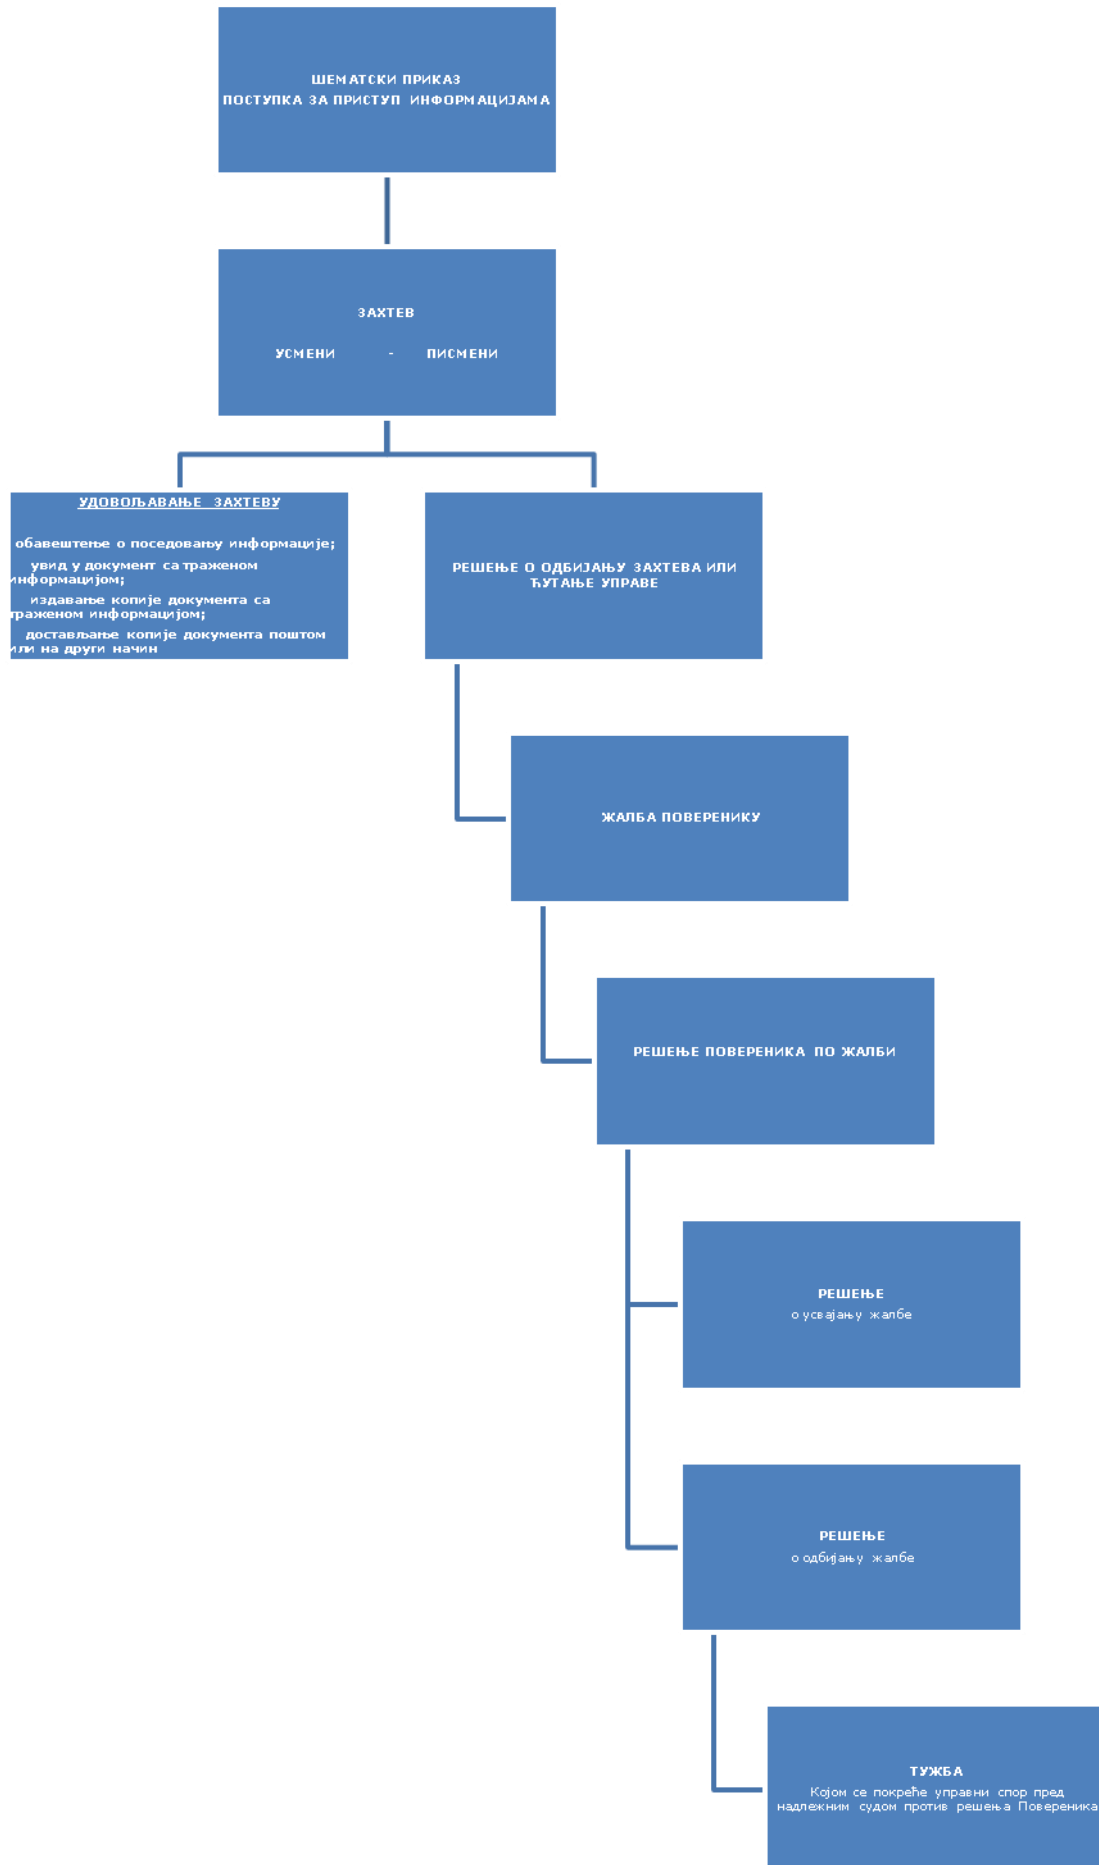 ШЕМАТСКИ ПРИКАЗ
ПОСТУПКА ЗА ПРИСТУП ИНФОРМАЦИЈАМА
ЗАХТЕВ
УСМЕНИ - ПИСМЕНИ
УДОВОЉАВАЊЕ ЗАХТЕВУ
обавештење о поседовању информације;
увид у документ са траженом
информацијом;
издавање копије документа са
траженом информацијом;
достављање копије документа поштом
или на други начин
РЕШЕЊЕ О ОДБИЈАЊУ ЗАХТЕВА ИЛИ
ЋУТАЊЕ УПРАВЕ
ЖАЛБА ПОВЕРЕНИКУ
РЕШЕЊЕ ПОВЕРЕНИКА ПО ЖАЛБИ
РЕШЕЊЕ
о усвајању жалбе
РЕШЕЊЕ
о одбијању жалбе
ТУЖБА
Којом се покреће управни спор пред
надлежним судом против решења Повереника